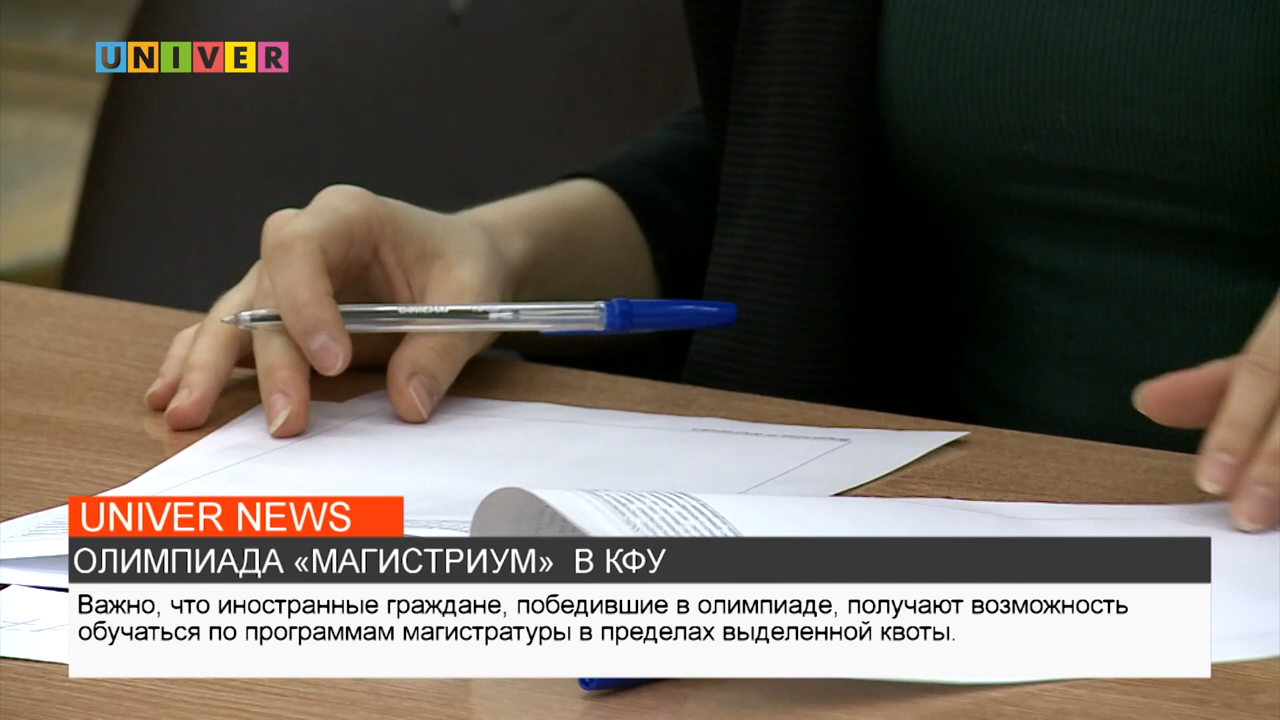 UNIVER
UNIVER NEWS
ОЛИМПИАДА «МАГИСТРИУМ» В КФУ
Важно, что иностранные граждане, победившие в олимпиаде, получают возможность
обучаться по программам магистратуры в пределах выделенной квоты.